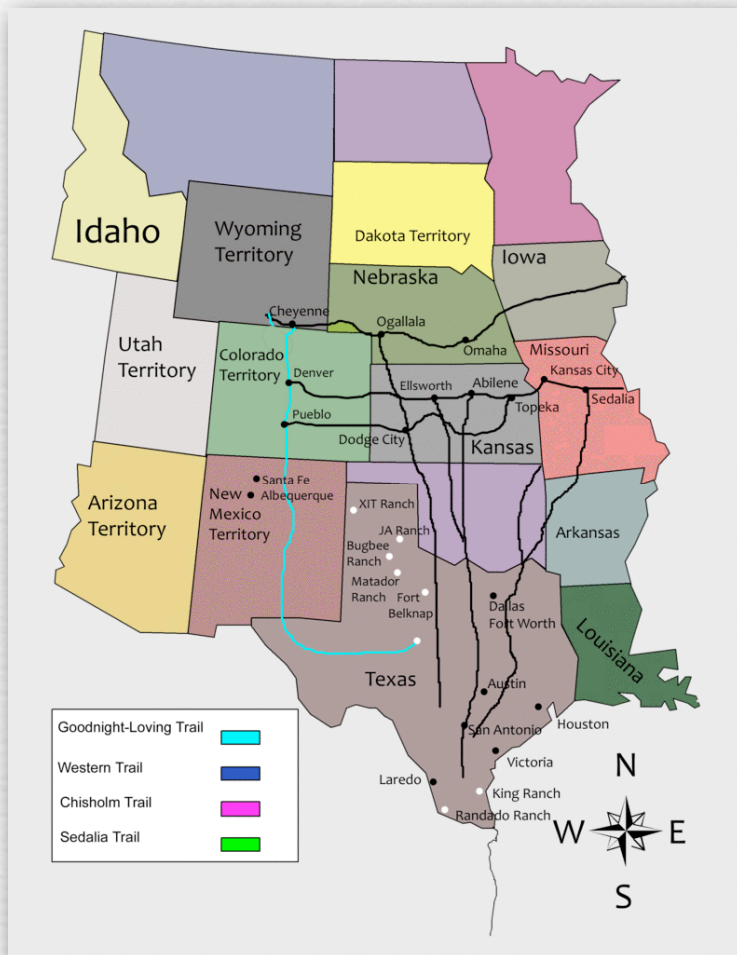 Idaho
Wyoming
Territory
Dakota Territory
Nebraska
Iowa
Cheyenne
Ogallala
Omaha
Utah
Territory
Colorado
Territory
Denver
Pueblo
Ellsworth
Abilene
Topeka
Dodge City
Kansas
Missouri
Kansas City
Sedalia
Arizona
Territory
New
Mexico
Territory
Santa Fe
Albequerque
XIT Ranch
JA Ranch
Bugbee
Ranch
Matador
Ranch
Fort
Belknap
Arkansas
Dallas
Fort Worth
Louisiana
Texas
Austin
San Antonio
Houston
Victoria
Laredo
King Ranch
Randado Ranch
Goodnight-Loving Trail
Western Trail
Chisholm Trail
Sedalia Trail
N
W
E
S